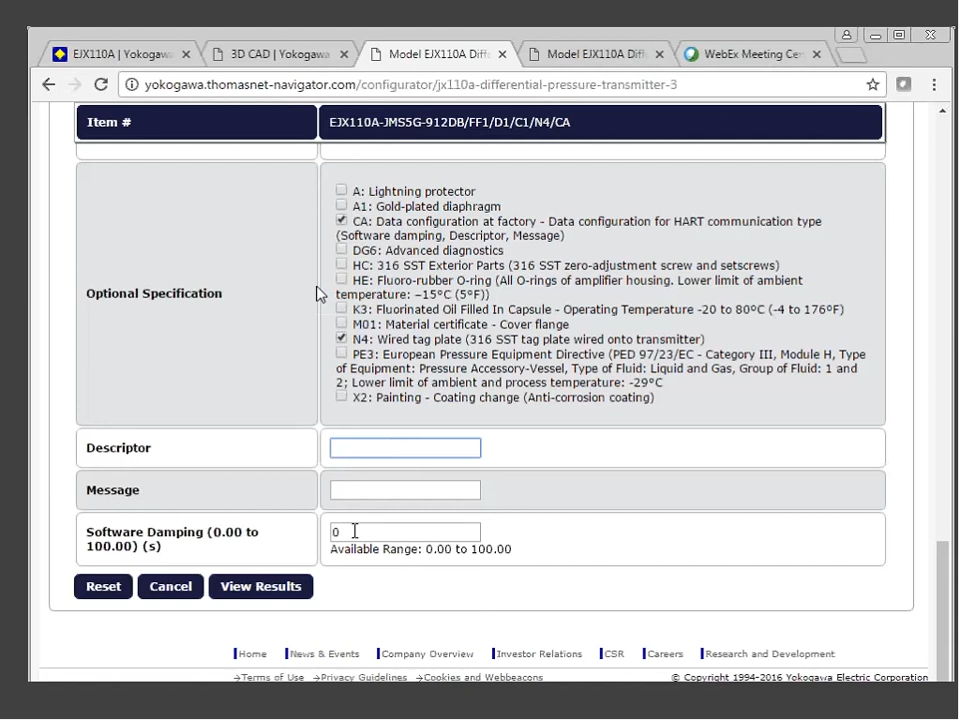 EJX110A | Yokogawa
3D CAD | Yokogawa
Model EJX110A Diff
Model EJX110A Diff
WebEx Meeting Cen
yokogawa.thomasnet-navigator.com/configurator/jx110a-differential-pressure-transmitter-3
Item #
EJX110A-JMS5G-912DB/FF1/D1/C1/N4/CA
Optional Specification
A: Lightning protector
A1: Gold-plated diaphragm
CA: Data configuration at factory - Data configuration for HART communication type
(Software damping, Descriptor, Message)
DG6: Advanced diagnostics
HC: 316 SST Exterior Parts (316 SST zero-adjustment screw and setscrews)
HE: Fluoro-rubber O-ring (All O-rings of amplifier housing. Lower limit of ambient
temperature: −15°C (5°F))
K3: Fluorinated Oil Filled In Capsule - Operating Temperature -20 to 80°C (-4 to 176°F)
M01: Material certificate - Cover flange
N4: Wired tag plate (316 SST tag plate wired onto transmitter)
PE3: European Pressure Equipment Directive (PED 97/23/EC - Category III, Module H, Type
of Equipment: Pressure Accessory-Vessel, Type of Fluid: Liquid and Gas, Group of Fluid: 1 and
2; Lower limit of ambient and process temperature: -29°C
X2: Painting - Coating change (Anti-corrosion coating)
Descriptor
Message
Software Damping (0.00 to
100.00) (s)
0
Available Range: 0.00 to 100.00
Reset
Cancel
View Results
Home
News & Events
Company Overview
Investor Relations
CSR
Careers
Research and Development
Terms of Use
Privacy Guidelines
Cookies and Webbeacons
© Copyright 1994-2016 Yokogawa Electric Corporation